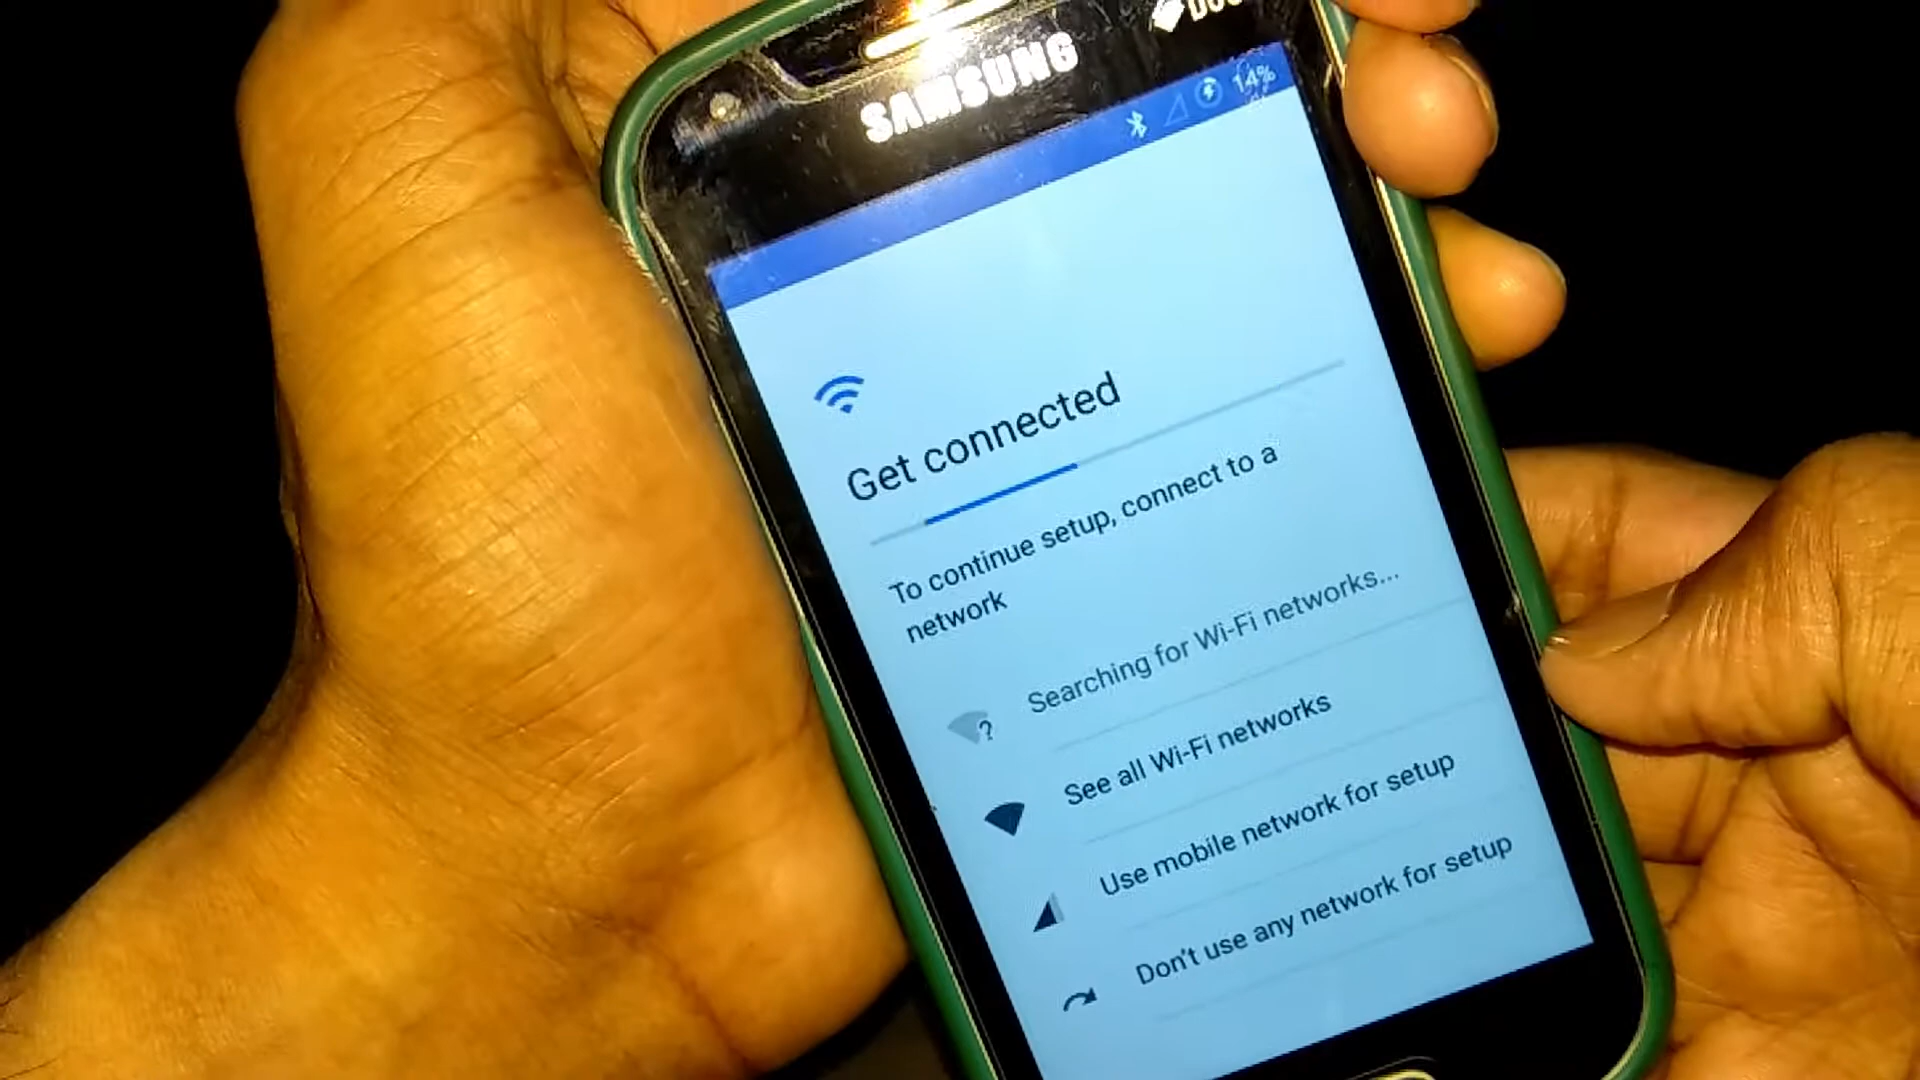 SAMSUNG
14%
Get connected
To continue setup, connect to a
network
?
Searching for Wi-Fi networks...
See all Wi-Fi networks
Use mobile network for setup
Don't use any network for setup